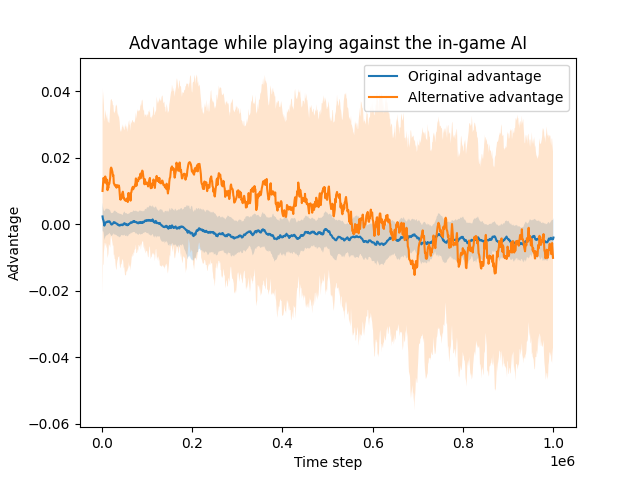 Advantage while playing against the in-game AI
Original advantage
Alternative advantage
0.04
0.02
0.00
−0.02
−0.04
−0.06
Advantage
0.0 0.2 0.4 0.6 0.8 1.0
1e6
Time step